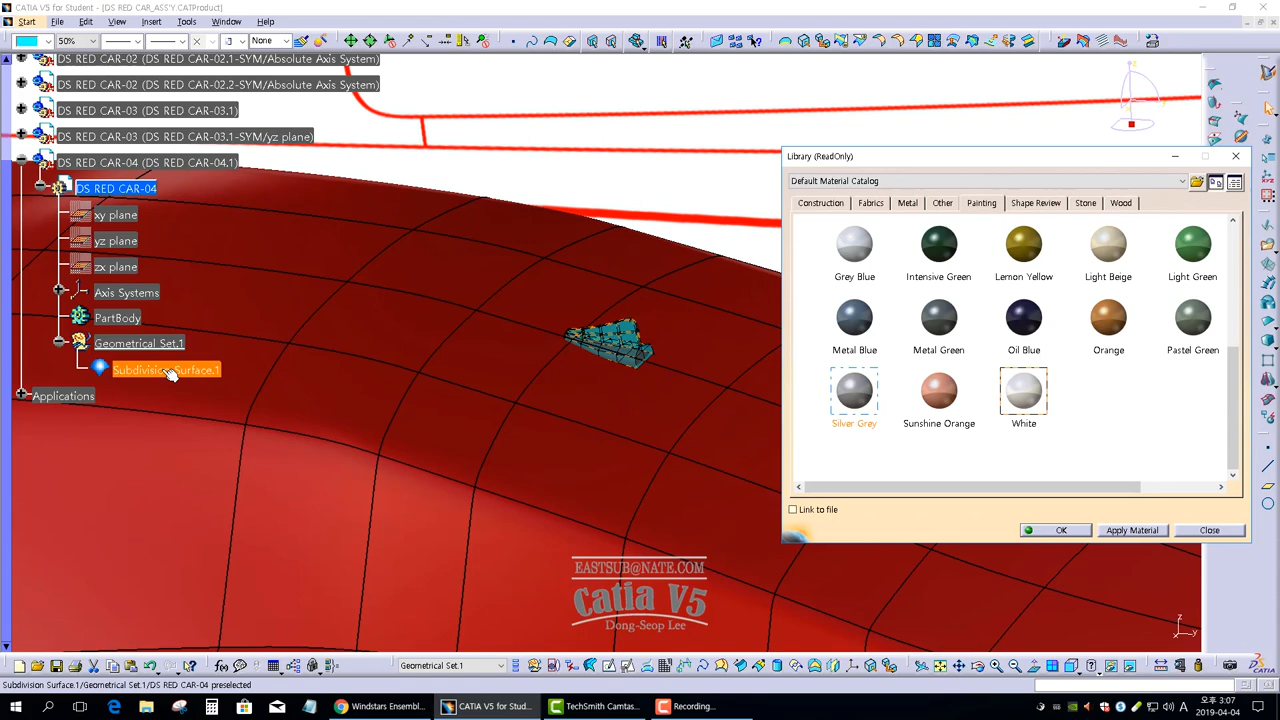 CATIA V5 for Student - [DS RED CAR_ASS'Y.CATProduct]
Start File Edit View Insert Tools Window Help
50% 3 None
DS RED CAR-02 (DS RED CAR-02.1-SYM/Absolute Axis System)
DS RED CAR-02 (DS RED CAR-02.2-SYM/Absolute Axis System)
DS RED CAR-03 (DS RED CAR-03.1)
DS RED CAR-03 (DS RED CAR-03.1-SYM/yz plane)
DS RED CAR-04 (DS RED CAR-04.1)
DS RED CAR-04
xy plane
yz plane
zx plane
Axis Systems
PartBody
Geometrical Set.1
Subdivision Surface.1
Applications
Library (ReadOnly)
Default Material Catalog
Construction Fabrics Metal Other Painting Shape Review Stone Wood
Grey Blue Intensive Green Lemon Yellow Light Beige Light Green
Metal Blue Metal Green Oil Blue Orange Pastel Green
Silver Grey Sunshine Orange White
Link to file
OK Apply Material Close
EASTSUB@NATE.COM
Catia V5
Dong-Seop Lee
z
y
Geometrical Set.1
Subdivision Surface.1/Geometrical Set.1/DS RED CAR-04 preselected
Windstars Ensembl... CATIA V5 for Stud... TechSmith Camtas... Recording... A 오후 3:07
2019-04-04